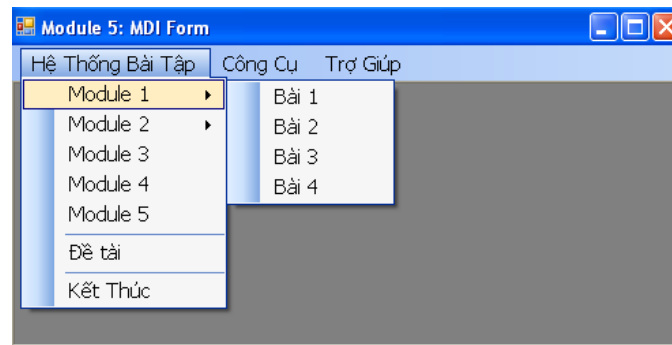 Module 5: MDI Form
Hệ Thống Bài Tập Công Cụ Trợ Giúp
Module 1 Bài 1
Module 2 Bài 2
Module 3 Bài 3
Module 4 Bài 4
Module 5
Đề tài
Kết Thúc